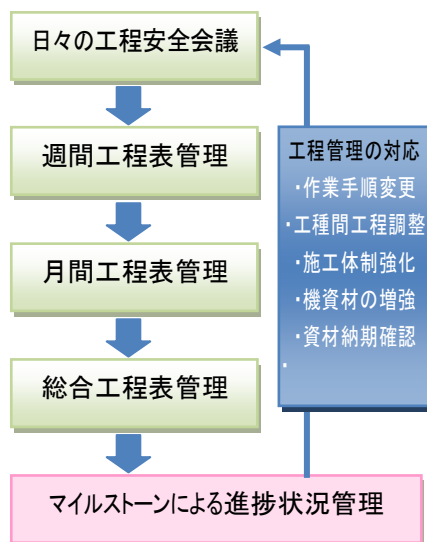 日々の工程安全会議
週間工程表管理
月間工程表管理
総合工程表管理
マイルストーンによる進捗状況管理
工程管理の対応
・作業手順変更
・工種間工程調整
・施工体制強化
・機資材の増強
・資材納期確認
・